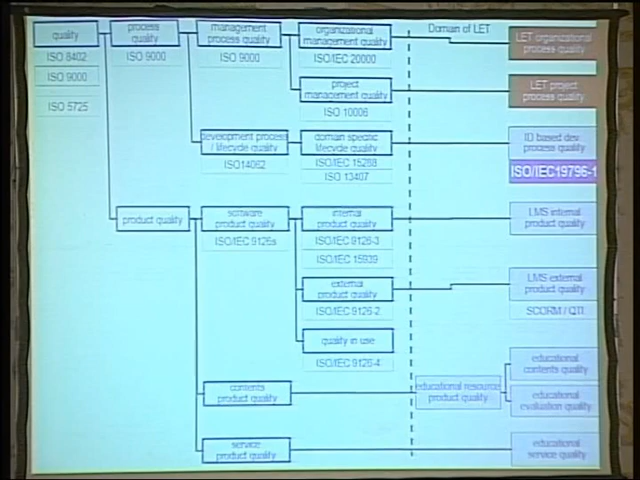 quality
ISO 8402
ISO 9000
ISO 5725
process
quality
ISO 9000
management
process quality
ISO 9000
organizational
management quality
ISO/IEC 20000
project
management quality
ISO 10006
development process
/ lifecycle quality
ISO14062
domain specific
lifecycle quality
ISO/IEC 15288
ISO 13407
Domain of LET
LET organizational
process quality
LET project
process quality
ID based dev.
process quality
ISO/IEC19796-1
product quality
software
product quality
ISO/IEC 9126s
internal
product quality
ISO/IEC 9126-3
ISO/IEC 15939
external
product quality
ISO/IEC 9126-2
quality in use
ISO/IEC 9126-4
LMS internal
product quality
LMS external
product quality
SCORM / QTI
contents
product quality
educational resource
product quality
educational
contents quality
educational
evaluation quality
service
product quality
educational
service quality